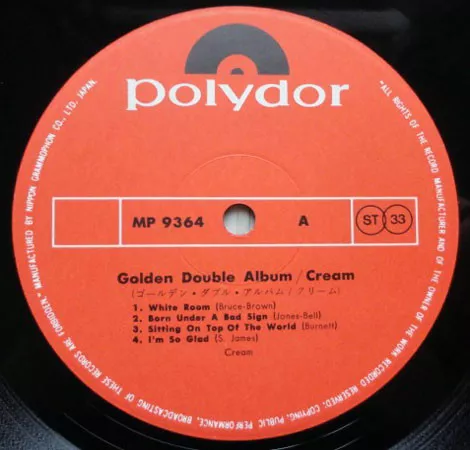 polydor
MP 9364
A
ST 33
Golden Double Album / Cream
(ゴールデン・ダブル・アルバム / クリーム)
1. White Room (Bruce-Brown)
2. Born Under A Bad Sign (Jones-Bell)
3. Sitting On Top Of The World (Burnett)
4. I'm So Glad (S. James)
Cream
"ALL RIGHTS OF THE RECORD MANUFACTURER AND OF THE OWNER OF THE WORK RECORDED RESERVED; COPYING, PUBLIC PERFORMANCE, BROADCASTING OF THESE RECORDS ARE FORBIDDEN" MANUFACTURED BY NIPPON GRAMMOPHON CO., LTD. JAPAN.